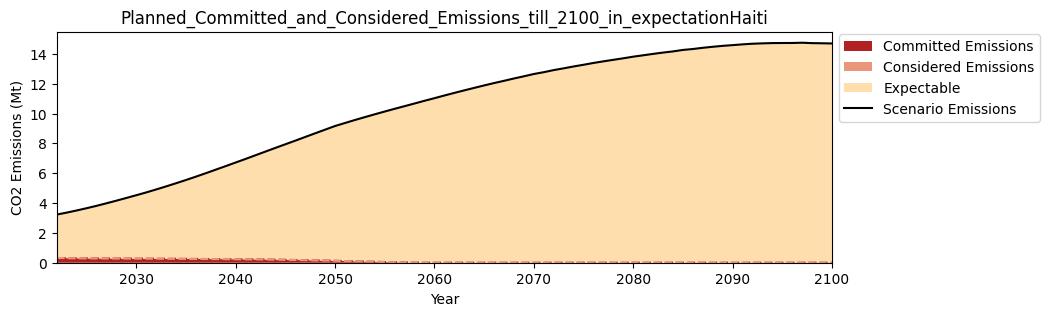 Planned_Committed_and_Considered_Emissions_till_2100_in_expectationHaiti
14
12
10
8
6
4
2
0
CO2 Emissions (Mt)
2030 2040 2050 2060 2070 2080 2090 2100
Year
Committed Emissions
Considered Emissions
Expectable
Scenario Emissions